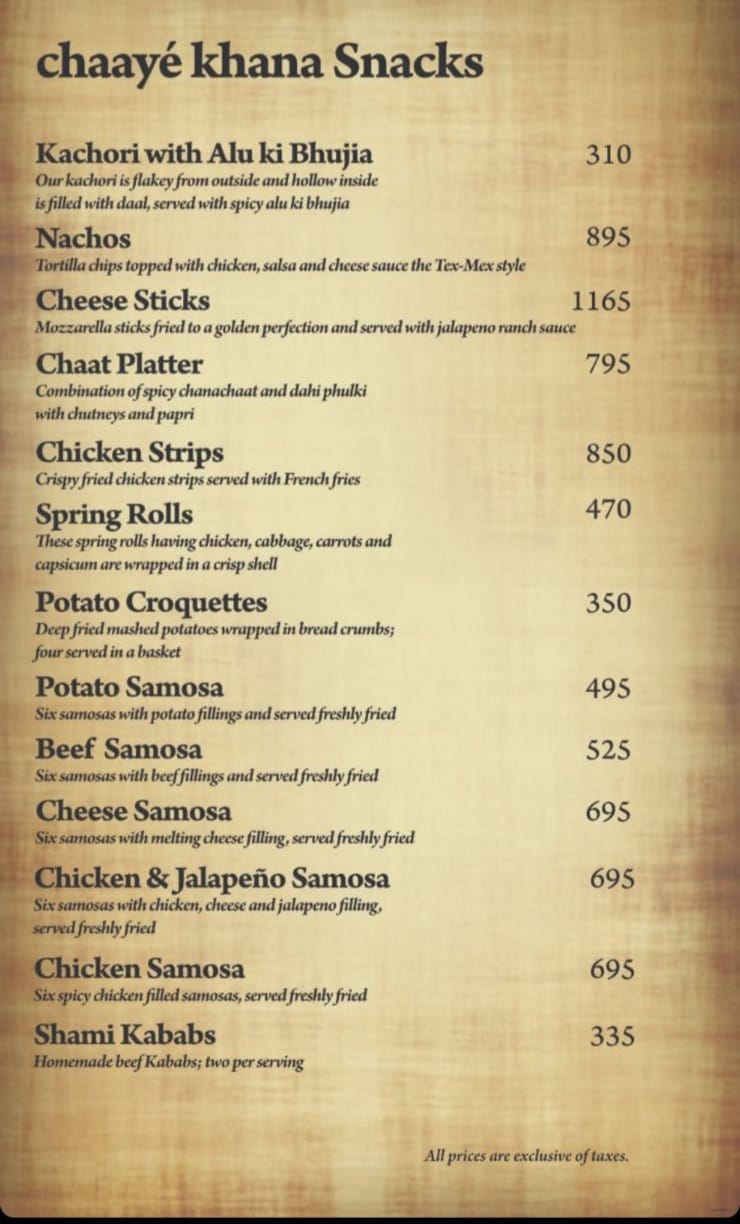 chaayé khana Snacks
Kachori with Alu ki Bhujia 310
Our kachori is flakey from outside and hollow inside
is filled with daal, served with spicy alu ki bhujia
Nachos 895
Tortilla chips topped with chicken, salsa and cheese sauce the Tex-Mex style
Cheese Sticks 1165
Mozzarella sticks fried to a golden perfection and served with jalapeno ranch sauce
Chaat Platter 795
Combination of spicy chanachaat and dahi phulki
with chutneys and papri
Chicken Strips 850
Crispy fried chicken strips served with French fries
Spring Rolls 470
These spring rolls having chicken, cabbage, carrots and
capsicum are wrapped in a crisp shell
Potato Croquettes 350
Deep fried mashed potatoes wrapped in bread crumbs;
four served in a basket
Potato Samosa 495
Six samosas with potato fillings and served freshly fried
Beef Samosa 525
Six samosas with beef fillings and served freshly fried
Cheese Samosa 695
Six samosas with melting cheese filling, served freshly fried
Chicken & Jalapeño Samosa 695
Six samosas with chicken, cheese and jalapeno filling,
served freshly fried
Chicken Samosa 695
Six spicy chicken filled samosas, served freshly fried
Shami Kababs 335
Homemade beef Kababs; two per serving
All prices are exclusive of taxes.